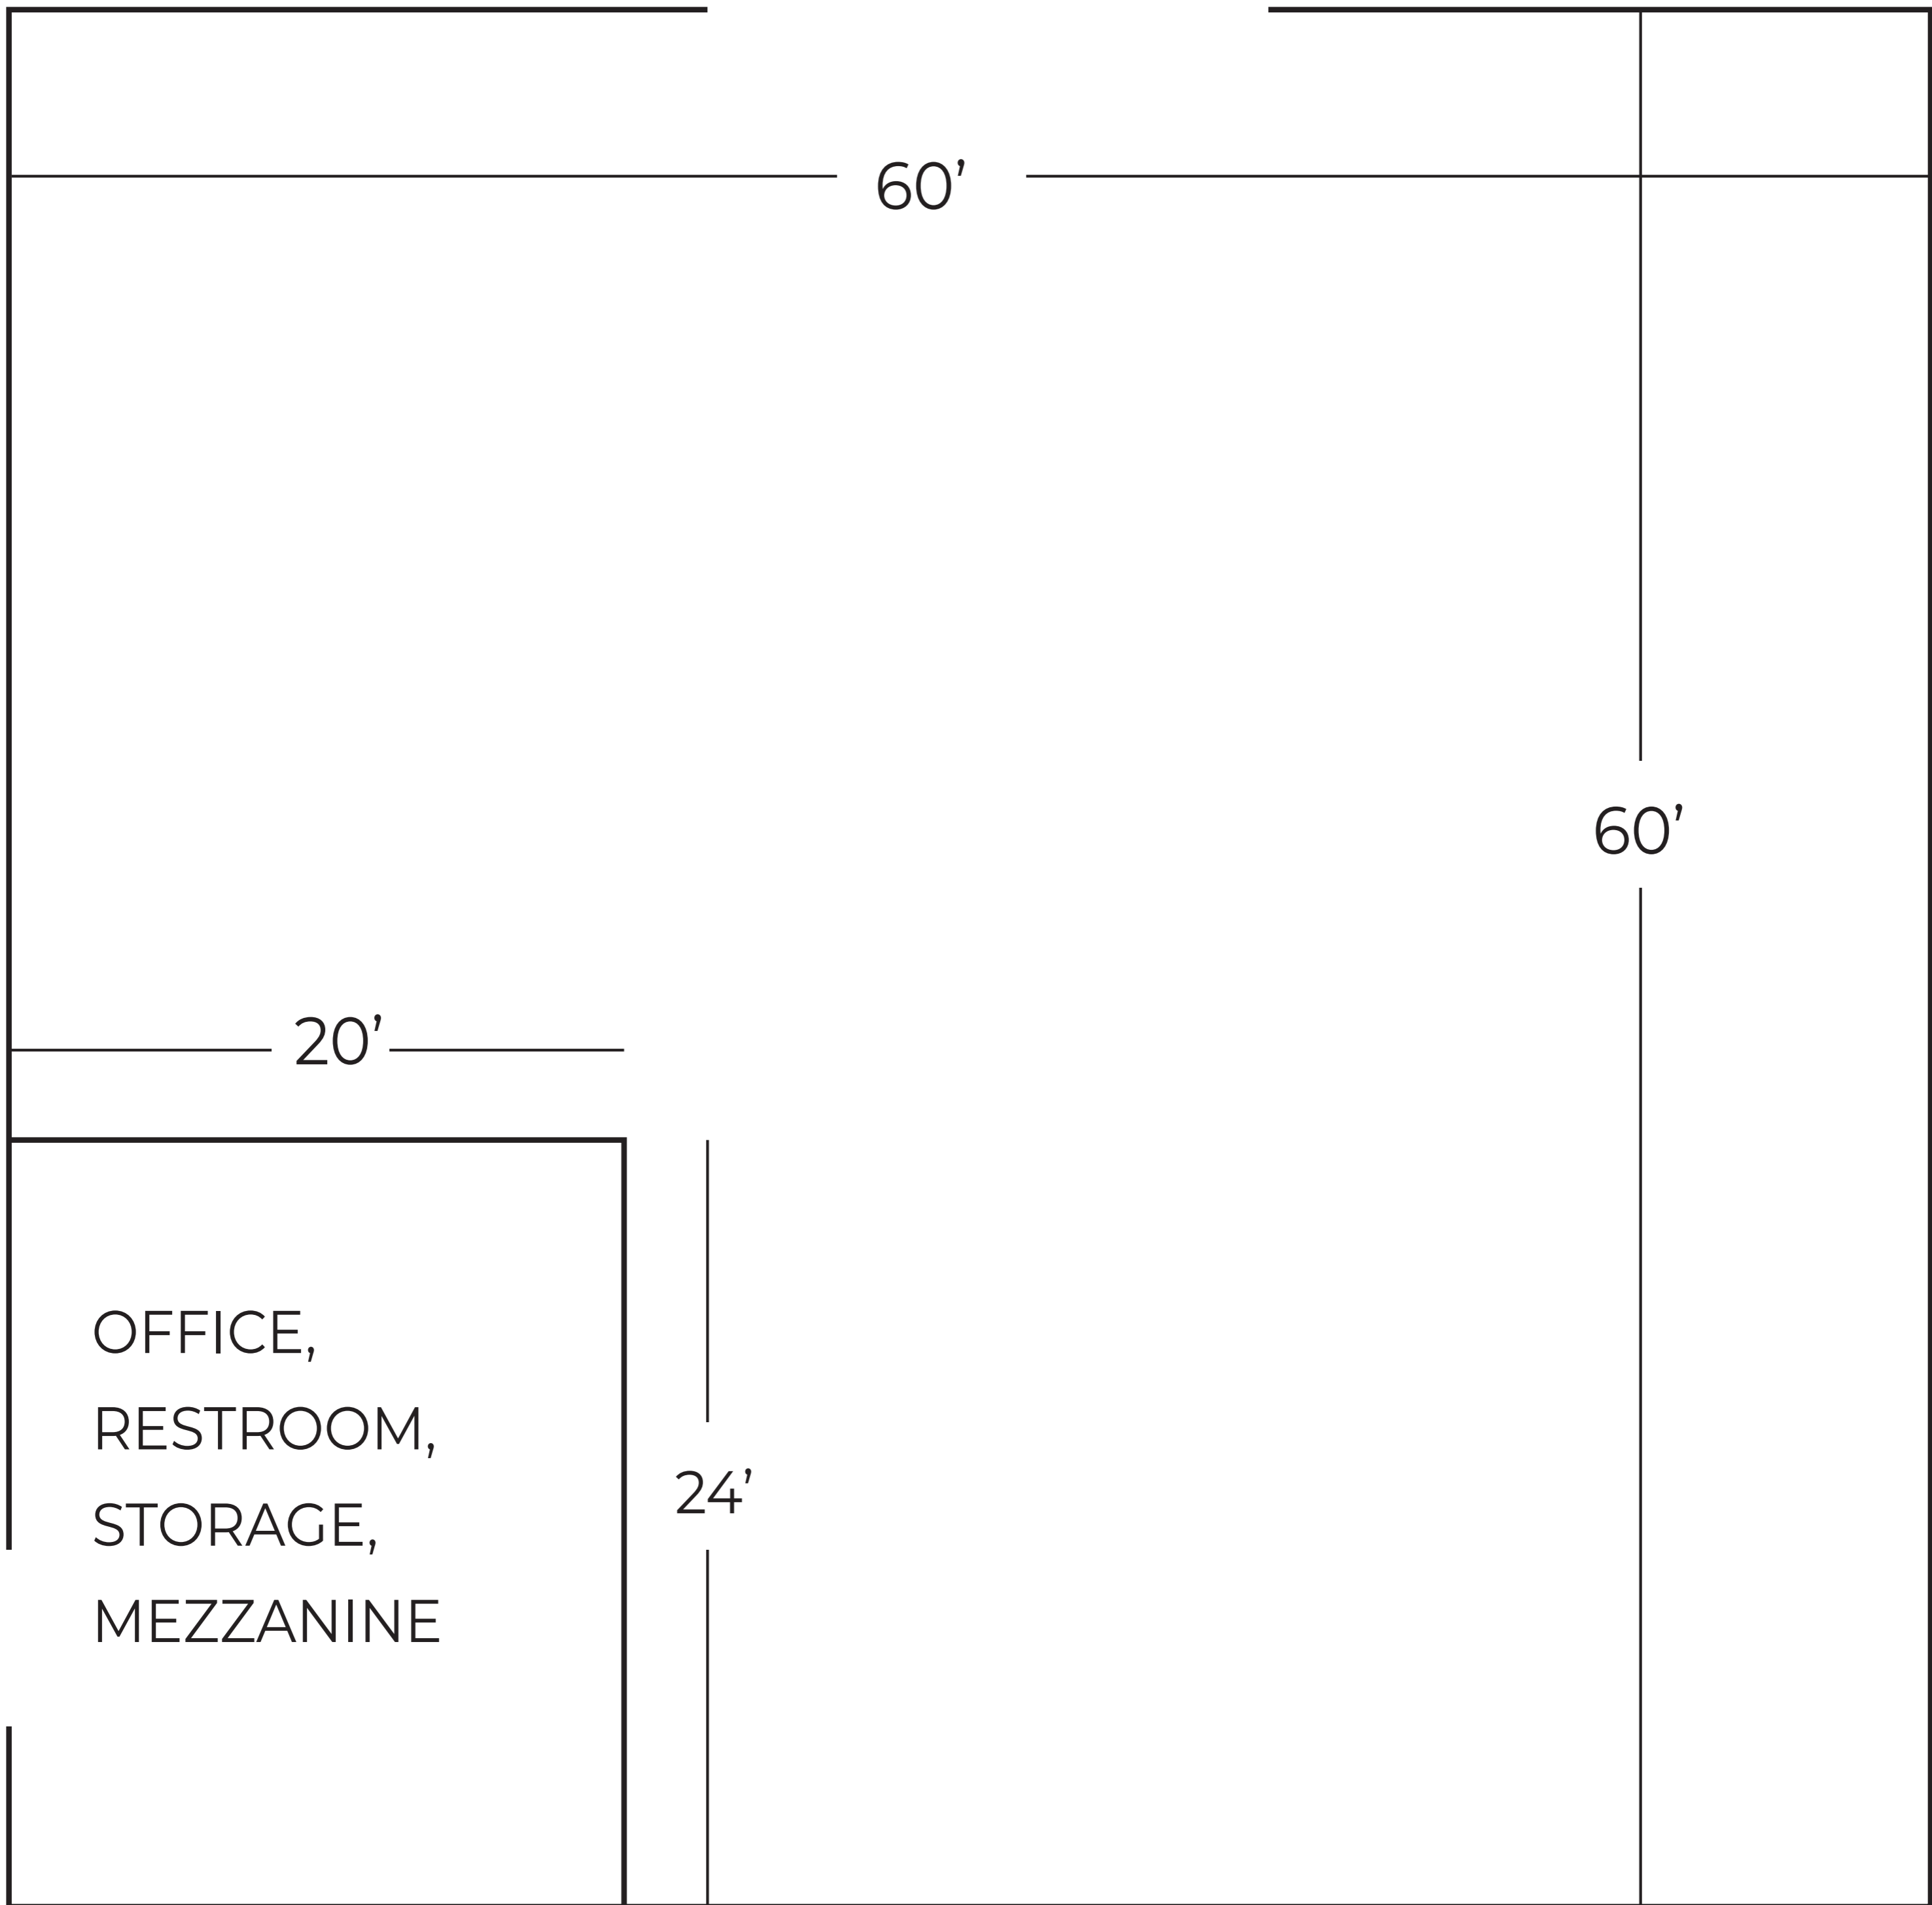 60’
60’
20’
OFFICE,
RESTROOM,
24’
STORAGE,
MEZZANINE